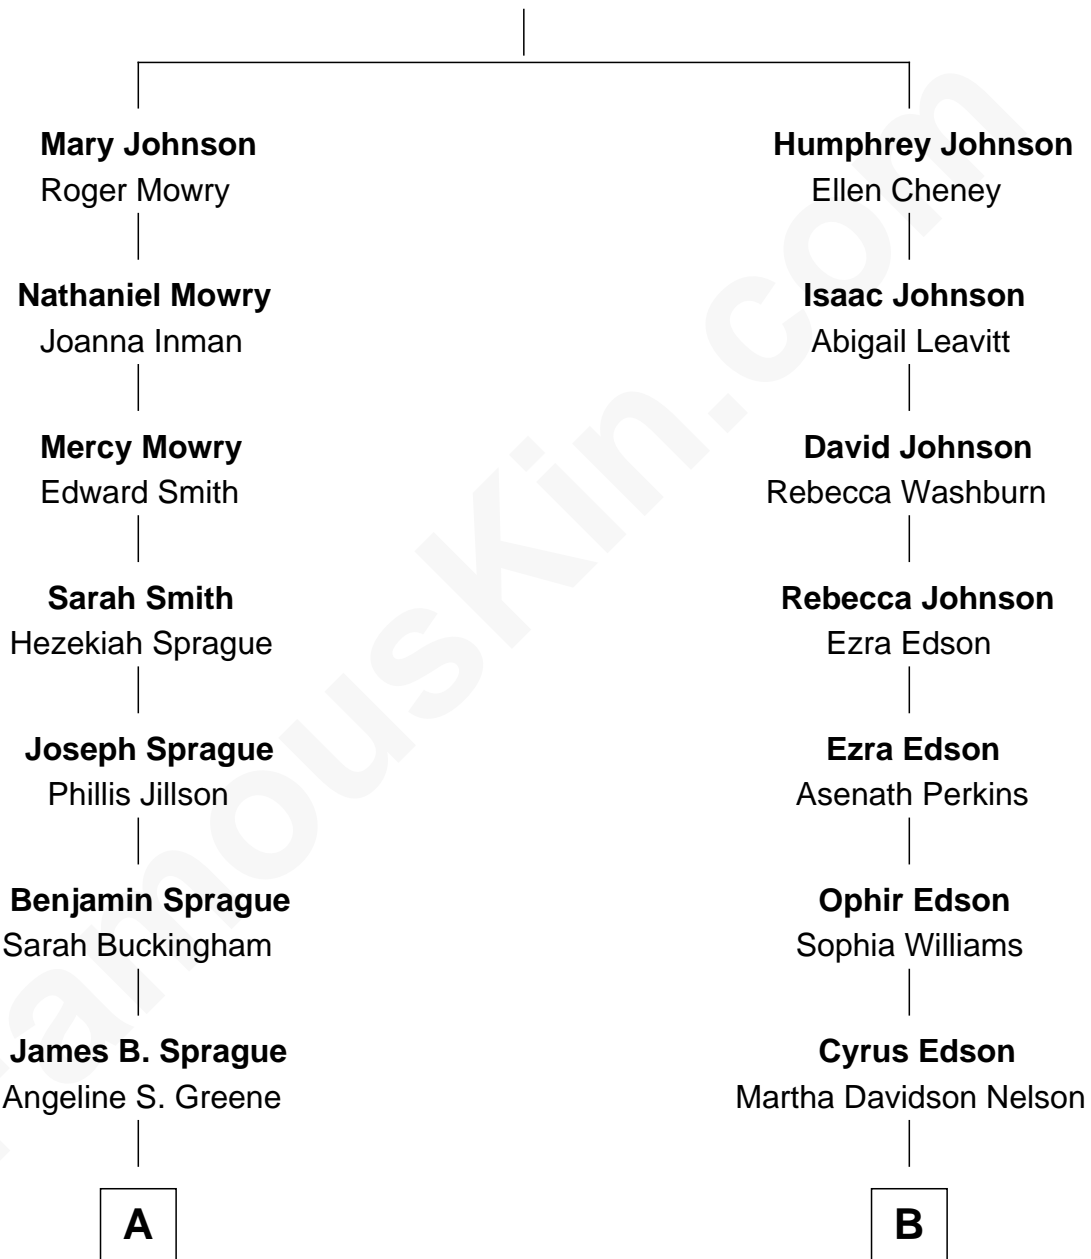 Mary Johnson
Roger Mowry
Humphrey Johnson
Ellen Cheney
Nathaniel Mowry
Joanna Inman
Isaac Johnson
Abigail Leavitt
Mercy Mowry
Edward Smith
David Johnson
Rebecca Washburn
Sarah Smith
Hezekiah Sprague
Rebecca Johnson
Ezra Edson
Joseph Sprague
Phillis Jillson
Ezra Edson
Asenath Perkins
Benjamin Sprague
Sarah Buckingham
Ophir Edson
Sophia Williams
James B. Sprague
Angeline S. Greene
Cyrus Edson
Martha Davidson Nelson
A
B
FamousKin.com